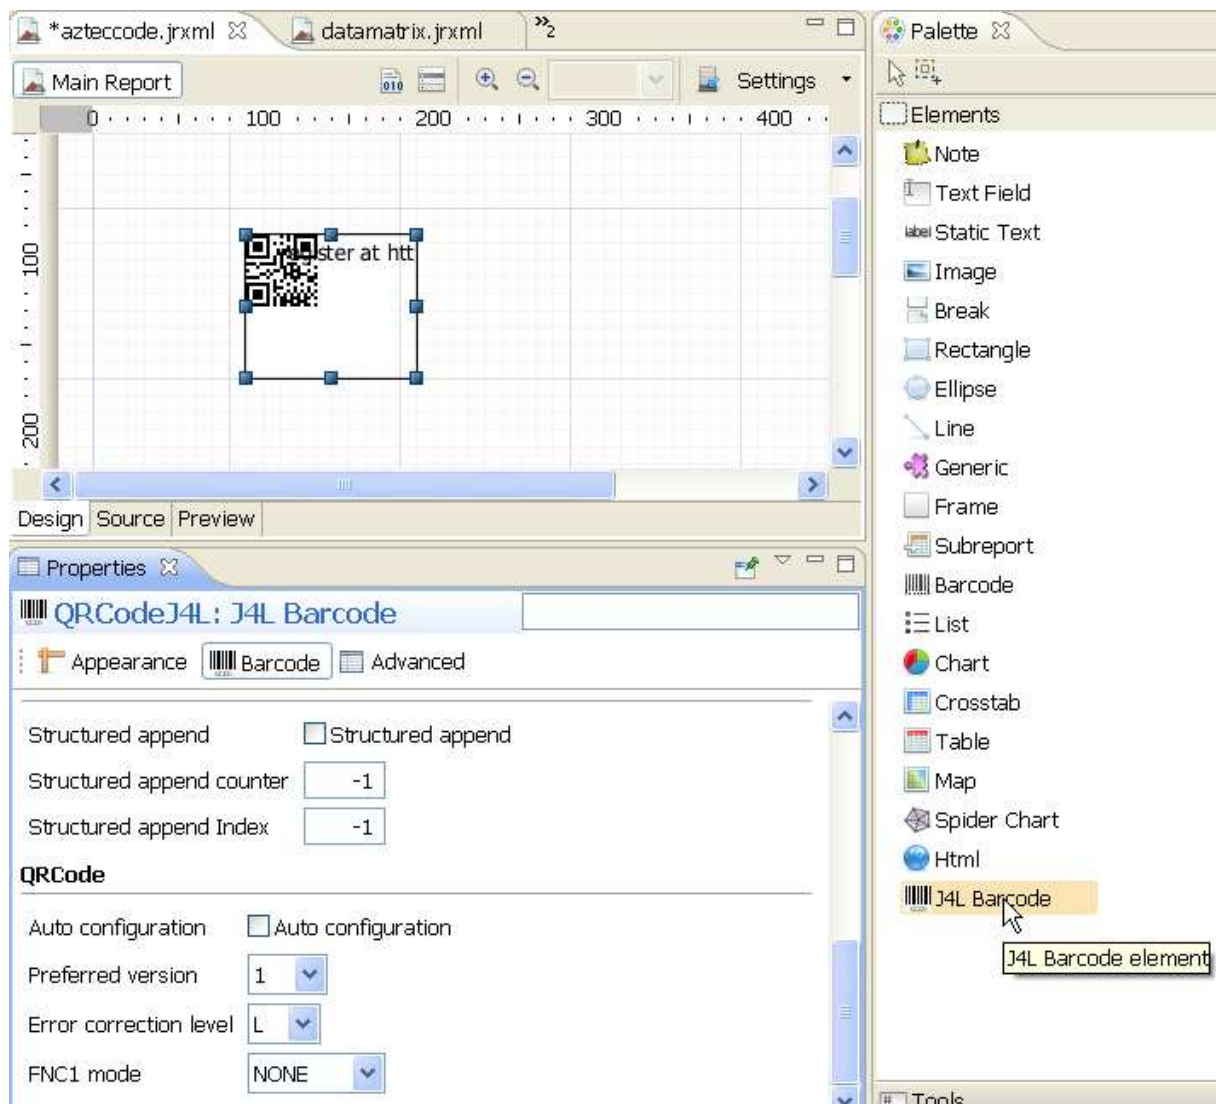 *azteccode.jrxml
datamatrix.jrxml
»2
Main Report
010
Settings
0 100 200 300 400
100
200
ster at htt
Design Source Preview
Properties
QRCodeJ4L: J4L Barcode
Appearance Barcode Advanced
Structured append Structured append
Structured append counter -1
Structured append Index -1
QRCode
Auto configuration Auto configuration
Preferred version 1
Error correction level L
FNC1 mode NONE
Palette
Elements
Note
Text Field
label Static Text
Image
Break
Rectangle
Ellipse
Line
Generic
Frame
Subreport
Barcode
List
Chart
Crosstab
Table
Map
Spider Chart
Html
J4L Barcode
J4L Barcode element
Tools